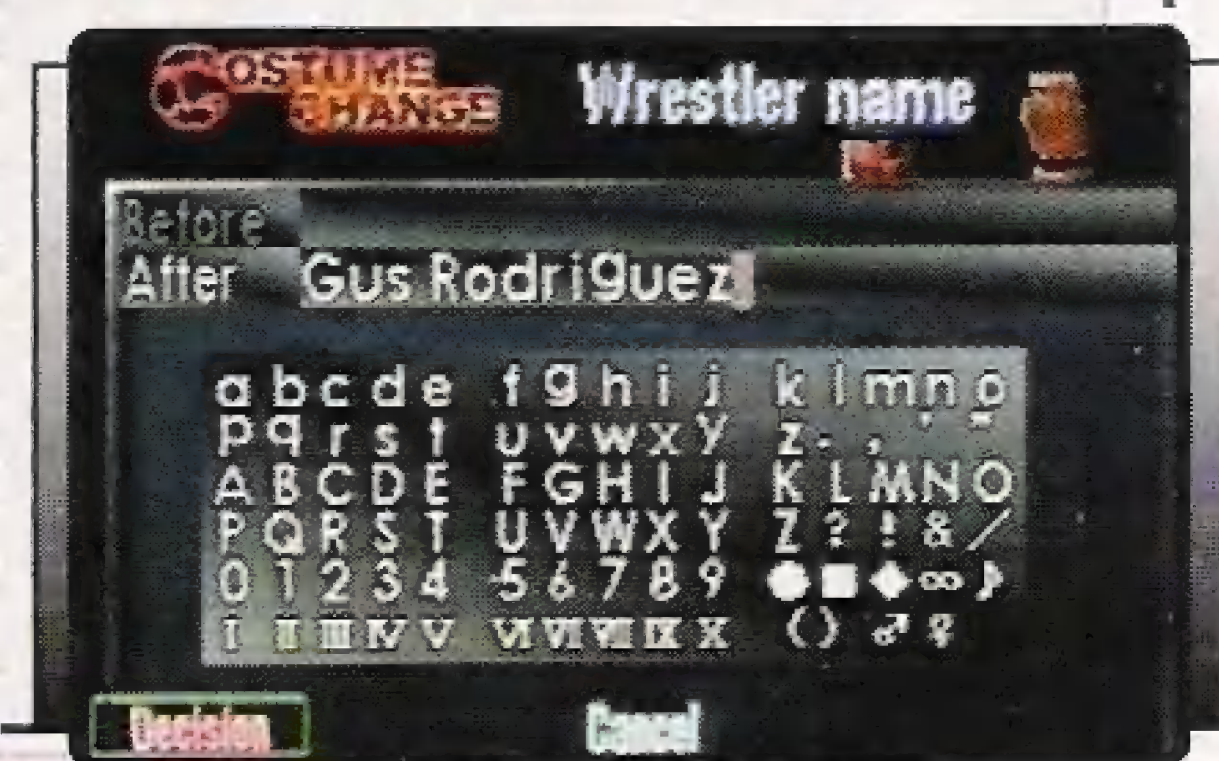 COSTUME
CHANGE
Wrestler name
Before
After Gus Rodriguez
a b c d e f g h i j k l m n o
p q r s t u v w x y z . , ' -
A B C D E F G H I J K L M N O
P Q R S T U V W X Y Z ? ! & /
0 1 2 3 4 5 6 7 8 9 ● ■ ◆ ∞ ♪
I II III IV V VI VII VIII IX X ( ) ♂ ♀
Decision Cancel